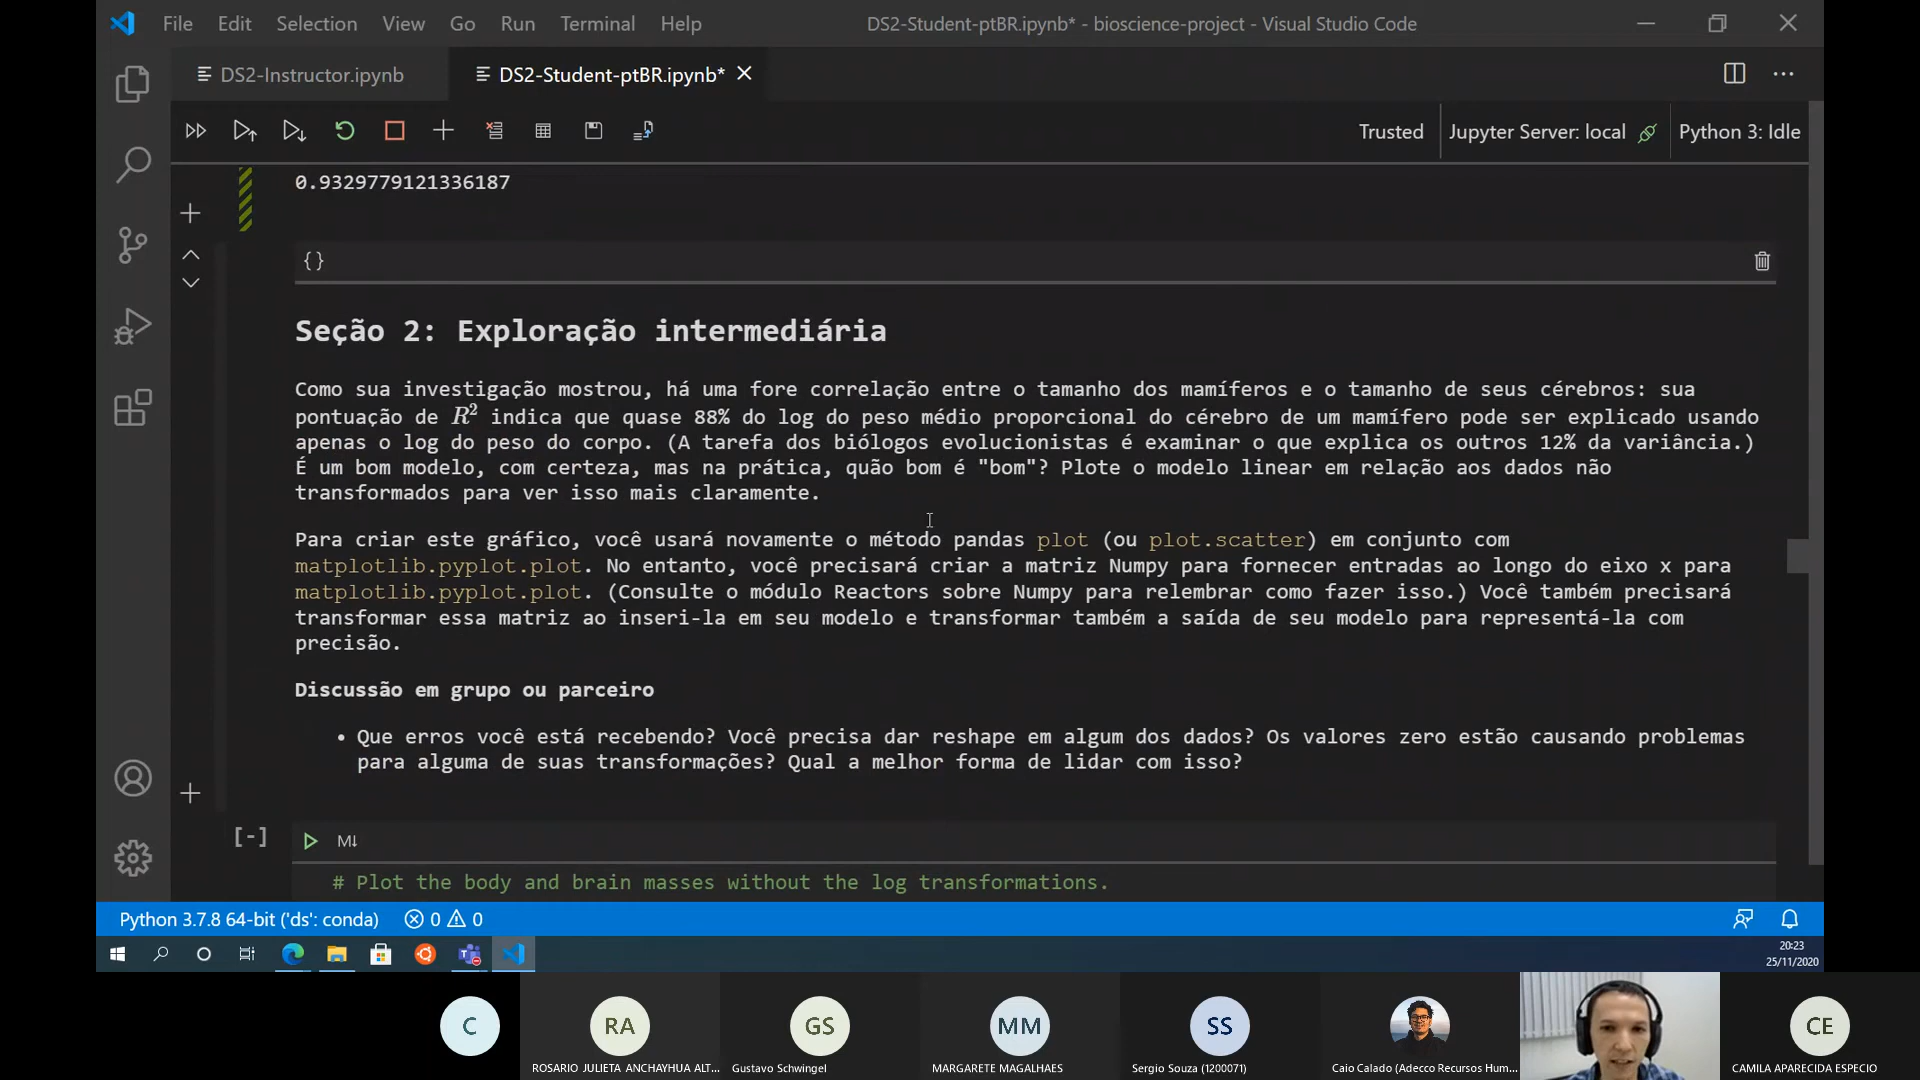 File Edit Selection View Go Run Terminal Help DS2-Student-ptBR.ipynb* - bioscience-project - Visual Studio Code
DS2-Instructor.ipynb DS2-Student-ptBR.ipynb*
Trusted Jupyter Server: local Python 3: Idle
0.9329779121336187
{}
Seção 2: Exploração intermediária
Como sua investigação mostrou, há uma fore correlação entre o tamanho dos mamíferos e o tamanho de seus cérebros: sua
pontuação de R² indica que quase 88% do log do peso médio proporcional do cérebro de um mamífero pode ser explicado usando
apenas o log do peso do corpo. (A tarefa dos biólogos evolucionistas é examinar o que explica os outros 12% da variância.)
É um bom modelo, com certeza, mas na prática, quão bom é "bom"? Plote o modelo linear em relação aos dados não
transformados para ver isso mais claramente.
Para criar este gráfico, você usará novamente o método pandas plot (ou plot.scatter) em conjunto com
matplotlib.pyplot.plot. No entanto, você precisará criar a matriz Numpy para fornecer entradas ao longo do eixo x para
matplotlib.pyplot.plot. (Consulte o módulo Reactors sobre Numpy para relembrar como fazer isso.) Você também precisará
transformar essa matriz ao inseri-la em seu modelo e transformar também a saída de seu modelo para representá-la com
precisão.
Discussão em grupo ou parceiro
• Que erros você está recebendo? Você precisa dar reshape em algum dos dados? Os valores zero estão causando problemas
para alguma de suas transformações? Qual a melhor forma de lidar com isso?
[-] M↓
# Plot the body and brain masses without the log transformations.
Python 3.7.8 64-bit ('ds': conda) 0 0
20:23
25/11/2020
C RA GS MM SS CE
ROSARIO JULIETA ANCHAYHUA ALT... Gustavo Schwingel MARGARETE MAGALHAES Sergio Souza (1200071) Caio Calado (Adecco Recursos Hum... CAMILA APARECIDA ESPECIO